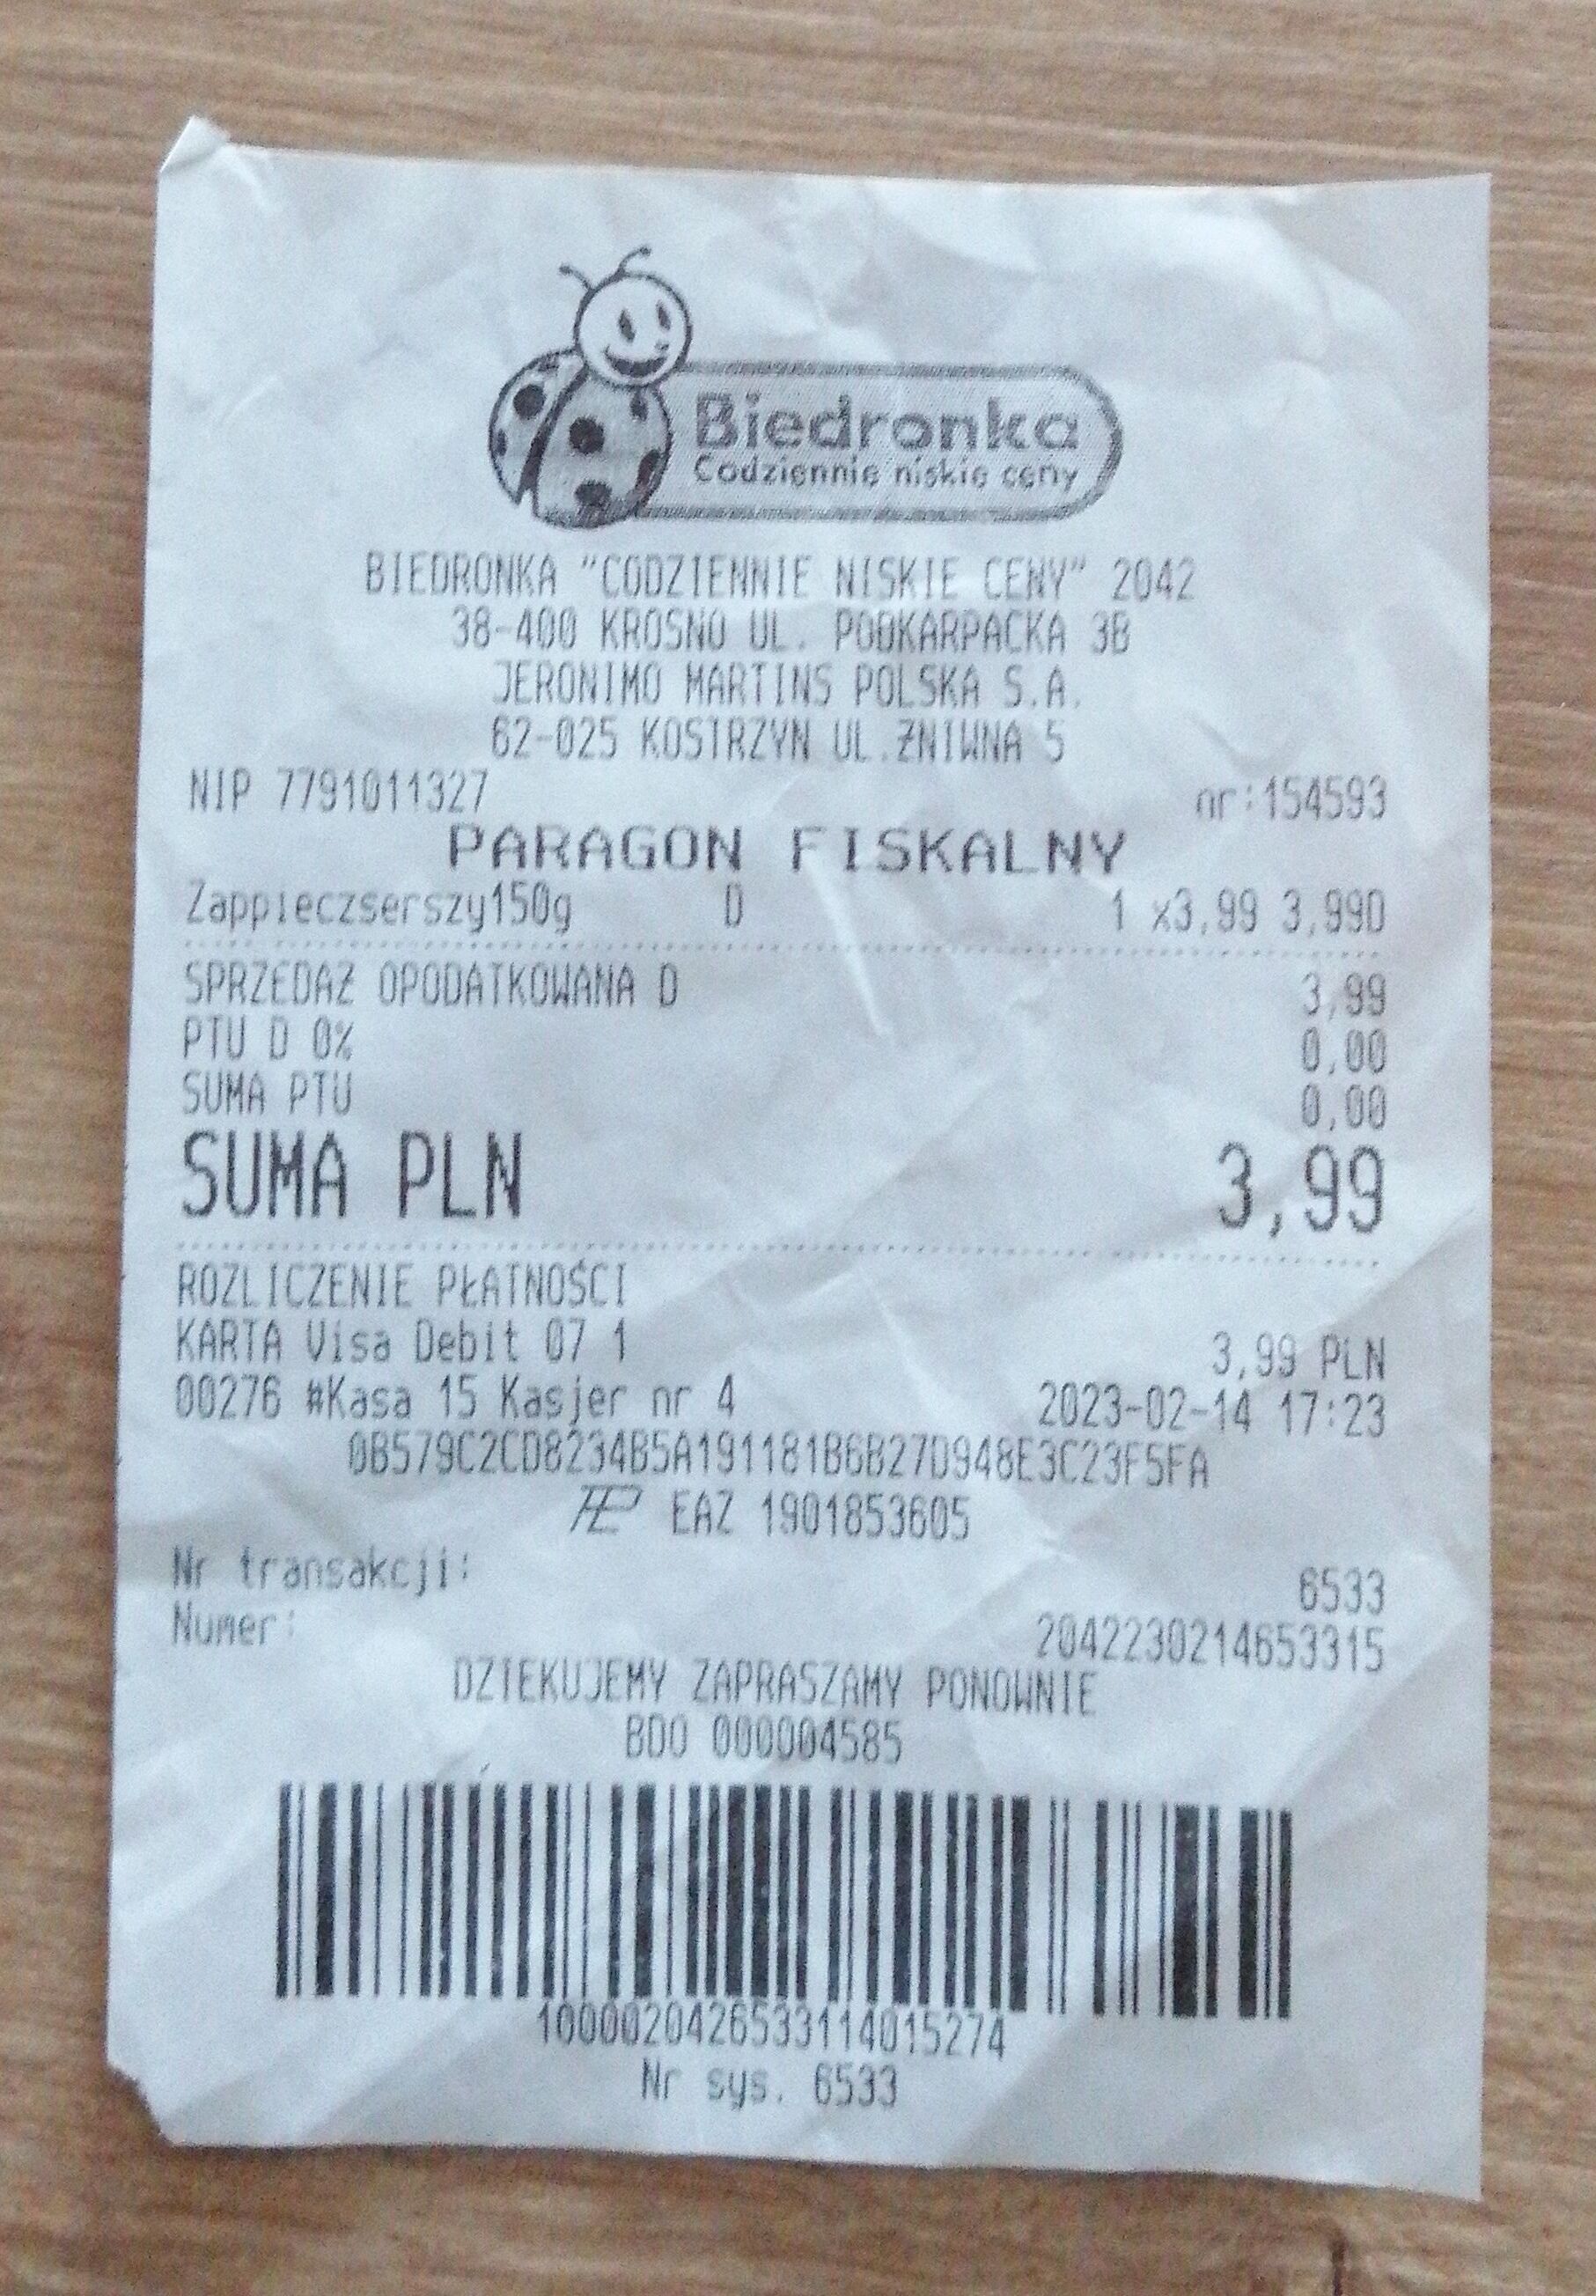 Biedronka
Codziennie niskie ceny
BIEDRONKA "CODZIENNIE NISKIE CENY" 2042
38-400 KROSNO UL. PODKARPACKA 3B
JERONIMO MARTINS POLSKA S.A.
62-025 KOSTRZYN UL.ŻNIWNA 5
NIP 7791011327 nr:154593
PARAGON FISKALNY
Zappieczserszy150g D 1 x3,99 3,99D
SPRZEDAŻ OPODATKOWANA D 3,99
PTU D 0% 0,00
SUMA PTU 0,00
SUMA PLN 3,99
ROZLICZENIE PŁATNOŚCI
KARTA Visa Debit 07 1 3,99 PLN
00276 #Kasa 15 Kasjer nr 4 2023-02-14 17:23
0B579C2CD8234B5A191181B6B27D948E3C23F5FA
EAZ 1901853605
Nr transakcji: 6533
Numer: 2042230214653315
DZIEKUJEMY ZAPRASZAMY PONOWNIE
BDO 000004585
1000020426533114015274
Nr sys. 6533